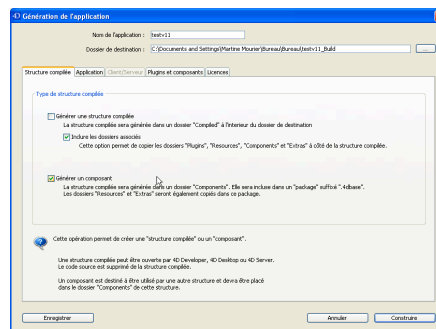 Génération de l'application
Nom de l'application : testv11
Dossier de destination : C:\Documents and Settings\Martine Mourier\Bureau\Bureau\testv11_Build ...
Structure compilée Application Client/Serveur Plugins et composants Licences
Type de structure compilée
Générer une structure compilée
La structure compilée sera générée dans un dossier "Compiled" à l'interieur du dossier de destination
Inclure les dossiers associés
Cette option permet de copier les dossiers "Plugins", "Resources", "Components" et "Extras" à côté de la structure compilée.
Générer un composant
La structure compilée sera générée dans un dossier "Components". Elle sera incluse dans un "package" suffixé ".4dbase".
Les dossiers "Resources" et "Extras" seront également copiés dans ce package.
Cette opération permet de créer une "structure compilée" ou un "composant".
Une structure compilée peut être ouverte par 4D Developer, 4D Desktop ou 4D Server.
Le code source est supprimé de la structure compilée.
Un composant est destiné à être utilisé par une autre structure et devra être placé
dans le dossier "Components" de cette structure.
Enregistrer Annuler Construire